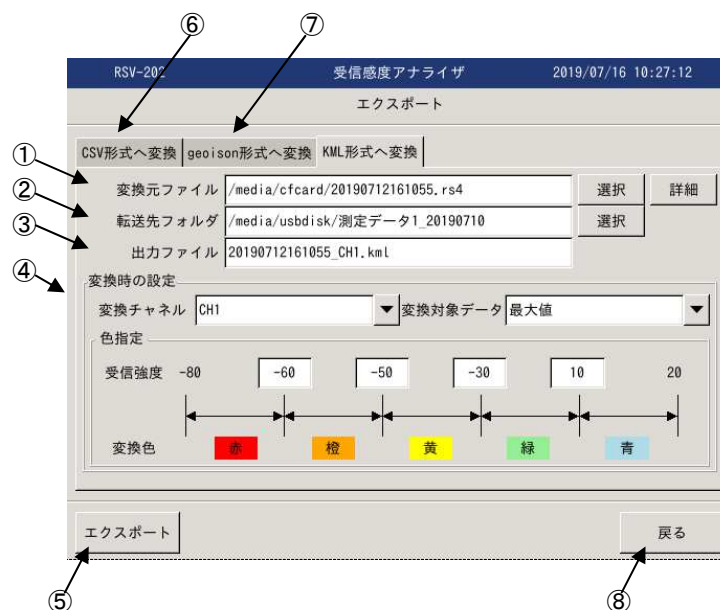 ⑥ ⑦
RSV-202 受信感度アナライザ 2019/07/16 10:27:12
エクスポート
CSV形式へ変換 geoison形式へ変換 KML形式へ変換
① 変換元ファイル /media/cfcard/20190712161055.rs4 選択 詳細
② 転送先フォルダ /media/usbdisk/測定データ1_20190710 選択
③ 出力ファイル 20190712161055_CH1.kml
④ 変換時の設定
変換チャネル CH1 変換対象データ 最大値
色指定
受信強度 -80 -60 -50 -30 10 20
変換色 赤 橙 黄 緑 青
エクスポート 戻る
⑤ ⑧